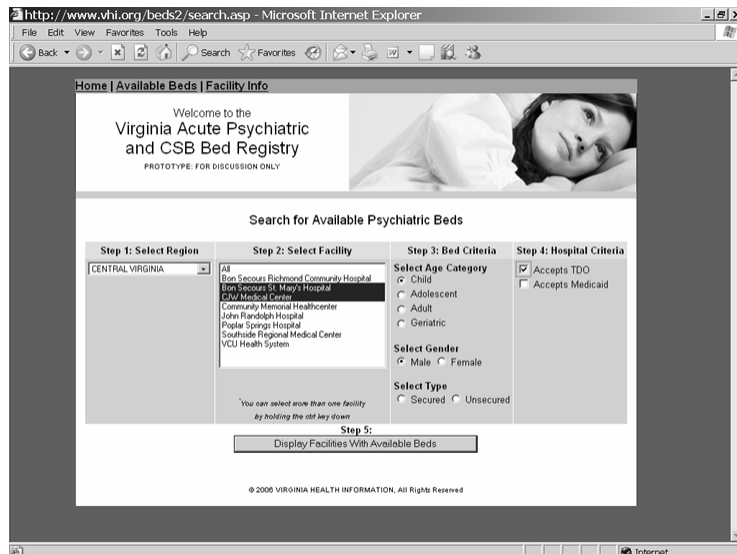 http://www.vhi.org/beds2/search.asp - Microsoft Internet Explorer
File Edit View Favorites Tools Help
Back Search Favorites
Home | Available Beds | Facility Info
Welcome to the
Virginia Acute Psychiatric
and CSB Bed Registry
PROTOTYPE: FOR DISCUSSION ONLY
Search for Available Psychiatric Beds
Step 1: Select Region
CENTRAL VIRGINIA
Step 2: Select Facility
All
Bon Secours Richmond Community Hospital
Bon Secours St. Mary's Hospital
CJW Medical Center
Community Memorial Healthcenter
John Randolph Hospital
Poplar Springs Hospital
Southside Regional Medical Center
VCU Health System
*You can select more than one facility
by holding the ctrl key down
Step 3: Bed Criteria
Select Age Category
Child
Adolescent
Adult
Geriatric
Select Gender
Male Female
Select Type
Secured Unsecured
Step 4: Hospital Criteria
Accepts TDO
Accepts Medicaid
Step 5:
Display Facilities With Available Beds
© 2006 VIRGINIA HEALTH INFORMATION, All Rights Reserved
Internet